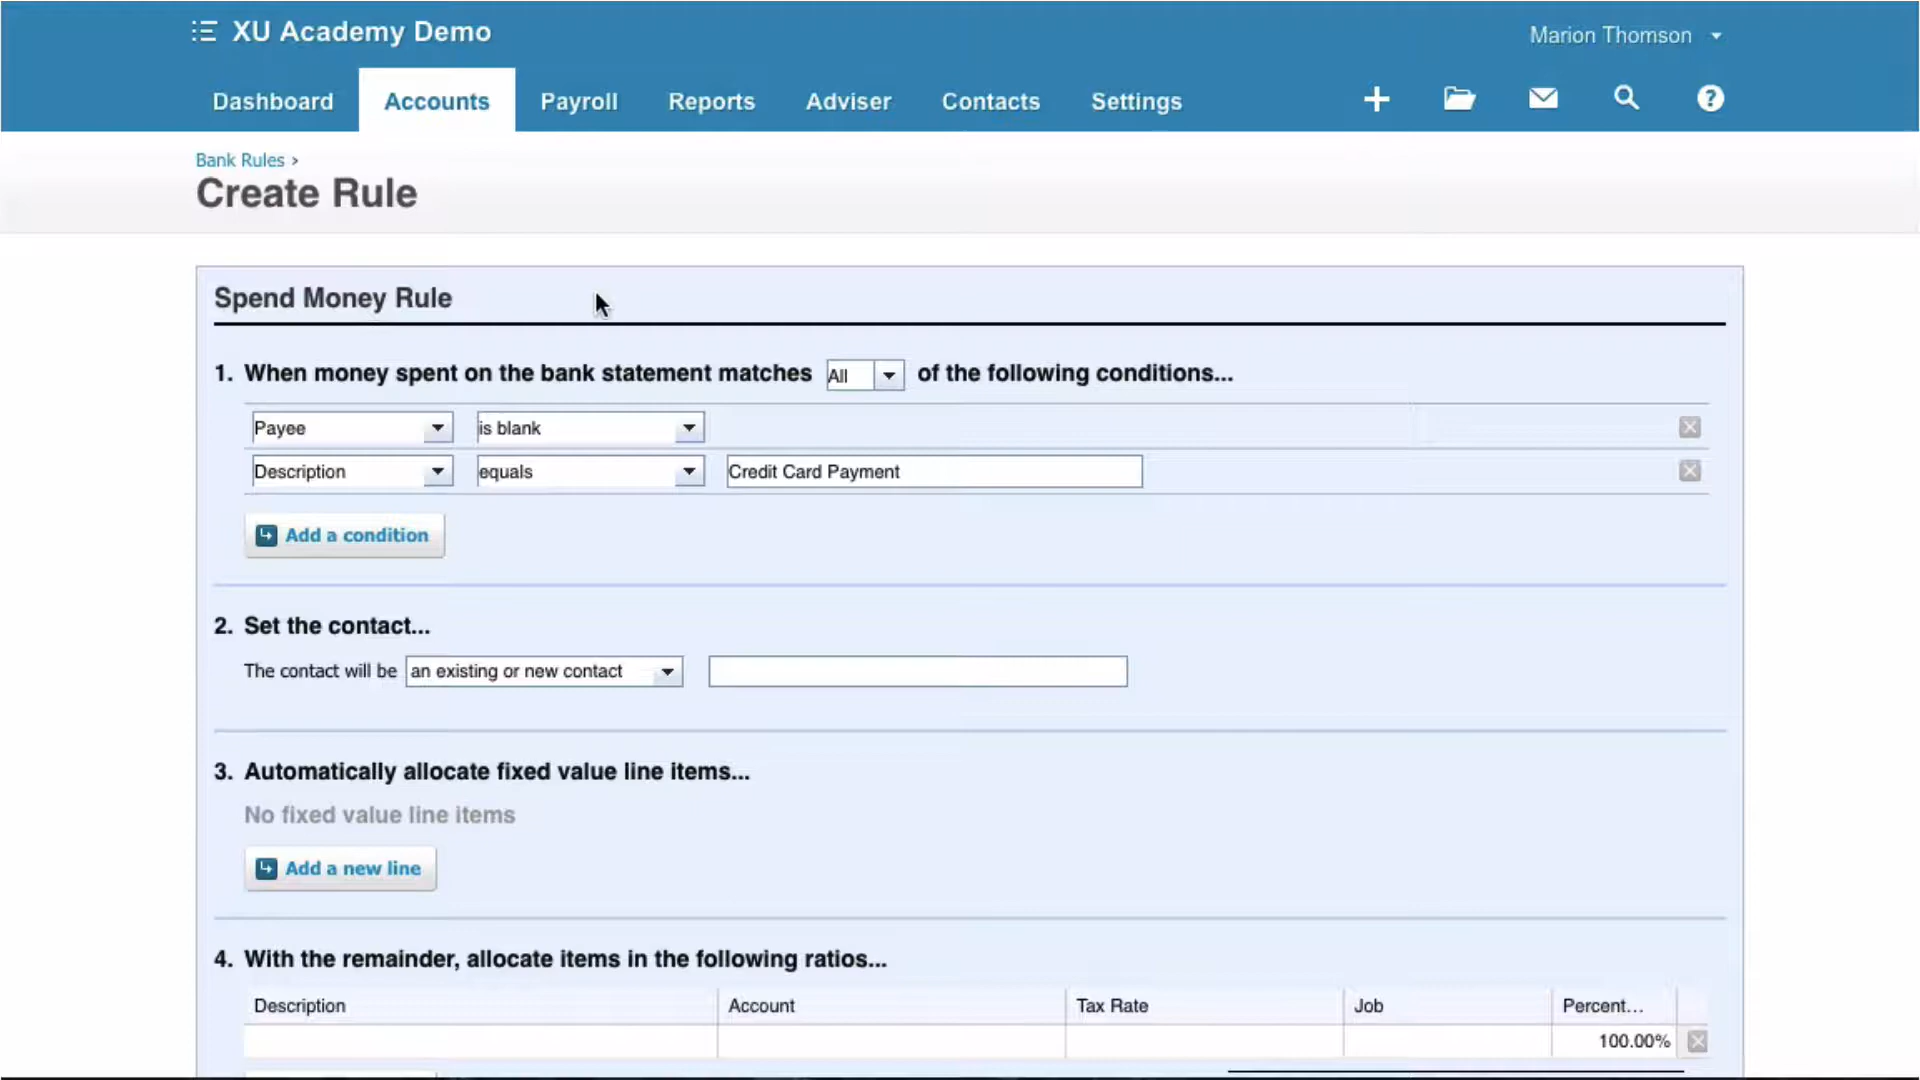 XU Academy Demo
Marion Thomson
Dashboard Accounts Payroll Reports Adviser Contacts Settings
Bank Rules ›
Create Rule
Spend Money Rule
1. When money spent on the bank statement matches All of the following conditions...
Payee is blank
Description equals Credit Card Payment
Add a condition
2. Set the contact...
The contact will be an existing or new contact
3. Automatically allocate fixed value line items...
No fixed value line items
Add a new line
4. With the remainder, allocate items in the following ratios...
Description Account Tax Rate Job Percent...
100.00%